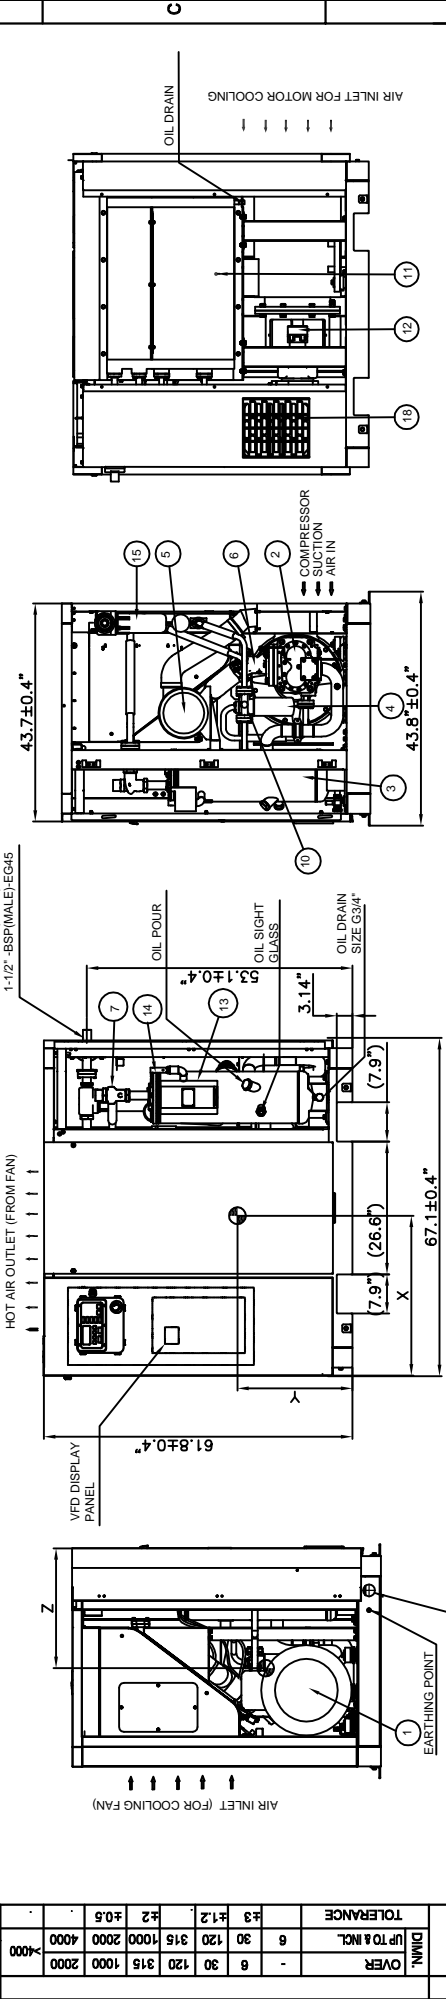 C
OIL DRAIN
AIR INLET FOR MOTOR COOLING
11
12
18
43.7±0.4"
15
5
6
2
COMPRESSOR
SUCTION
AIR IN
4
3
10
43.8"±0.4"
1-1/2" -BSP(MALE)-EG45
HOT AIR OUTLET (FROM FAN)
OIL POUR
OIL SIGHT
GLASS
OIL DRAIN
SIZE G3/4"
7
14
13
53.1±0.4"
3.14"
(7.9")
(26.6")
(7.9")
67.1±0.4"
X
Y
61.8±0.4"
VFD DISPLAY
PANEL
Z
1
EARTHING POINT
AIR INLET (FOR COOLING FAN)
DIMN.
OVER - 6 30 120 315 1000 2000
UP TO & INCL. 6 30 120 315 1000 2000 4000
>4000
TOLERANCE ±3 ±1.2 ±2 ±0.5